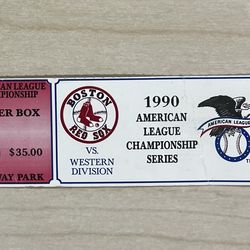 AN LEAGUE
PIONSHIP
ER BOX
$35.00
WAY PARK
BOSTON
RED SOX
VS.
WESTERN
DIVISION
1990
AMERICAN
LEAGUE
CHAMPIONSHIP
SERIES
AMERICAN LEAGUE